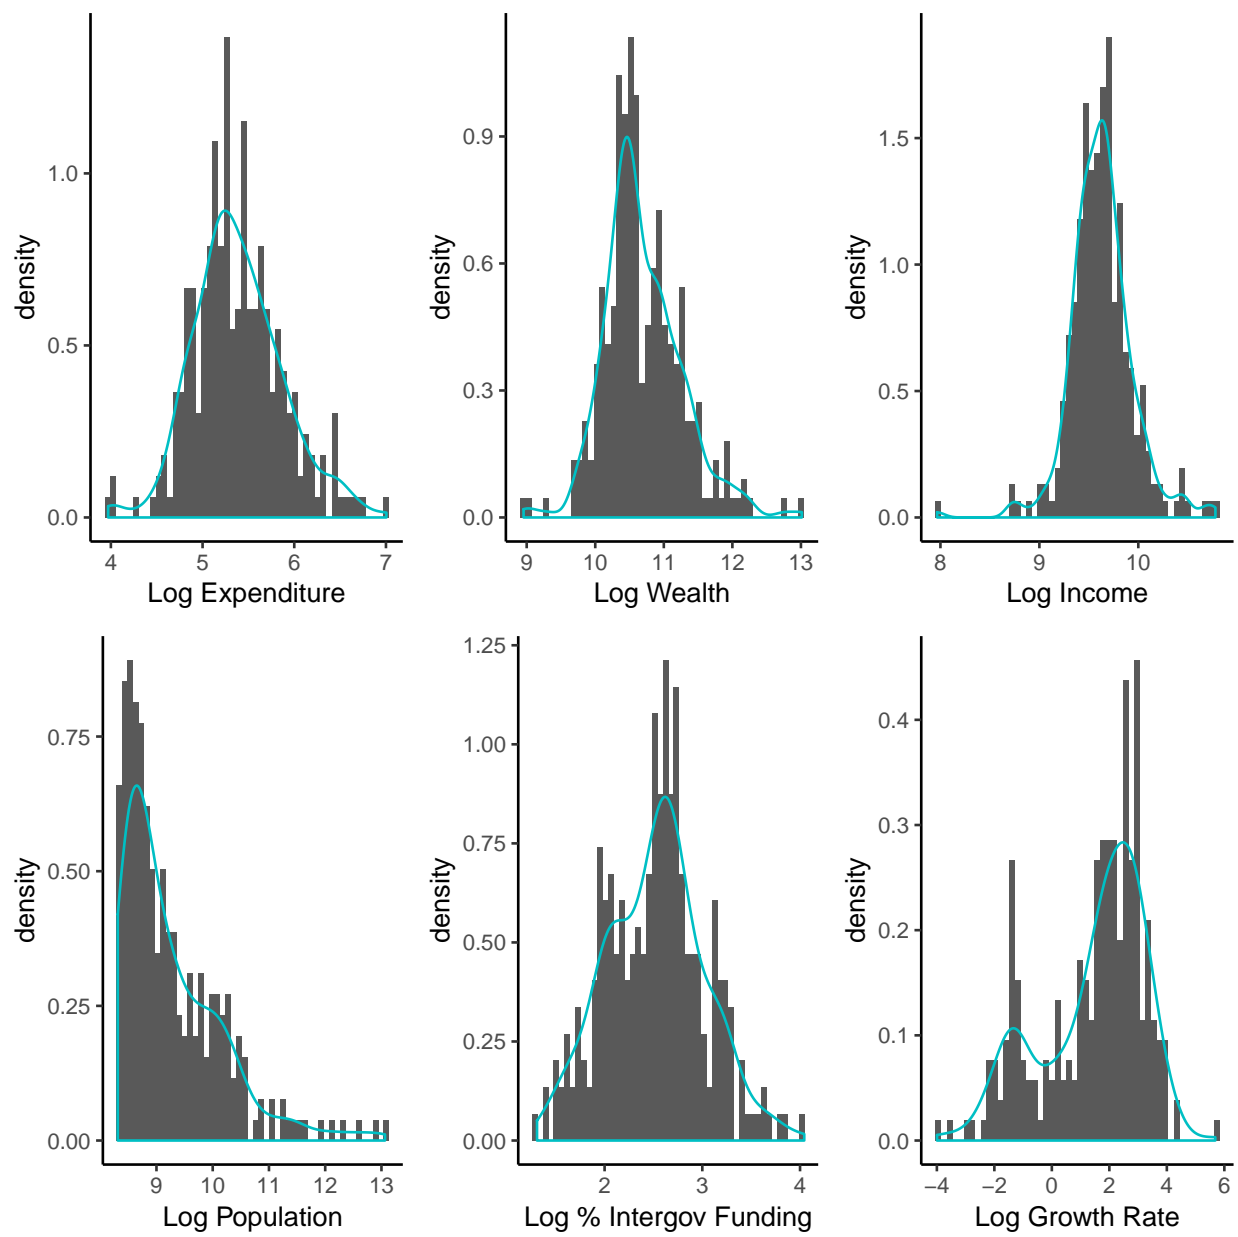 density
1.0
0.5
0.0
4 5 6 7
Log Expenditure
density
0.9
0.6
0.3
0.0
9 10 11 12 13
Log Wealth
density
1.5
1.0
0.5
0.0
8 9 10
Log Income
density
0.75
0.50
0.25
0.00
9 10 11 12 13
Log Population
density
1.25
1.00
0.75
0.50
0.25
0.00
2 3 4
Log % Intergov Funding
density
0.4
0.3
0.2
0.1
0.0
−4 −2 0 2 4 6
Log Growth Rate